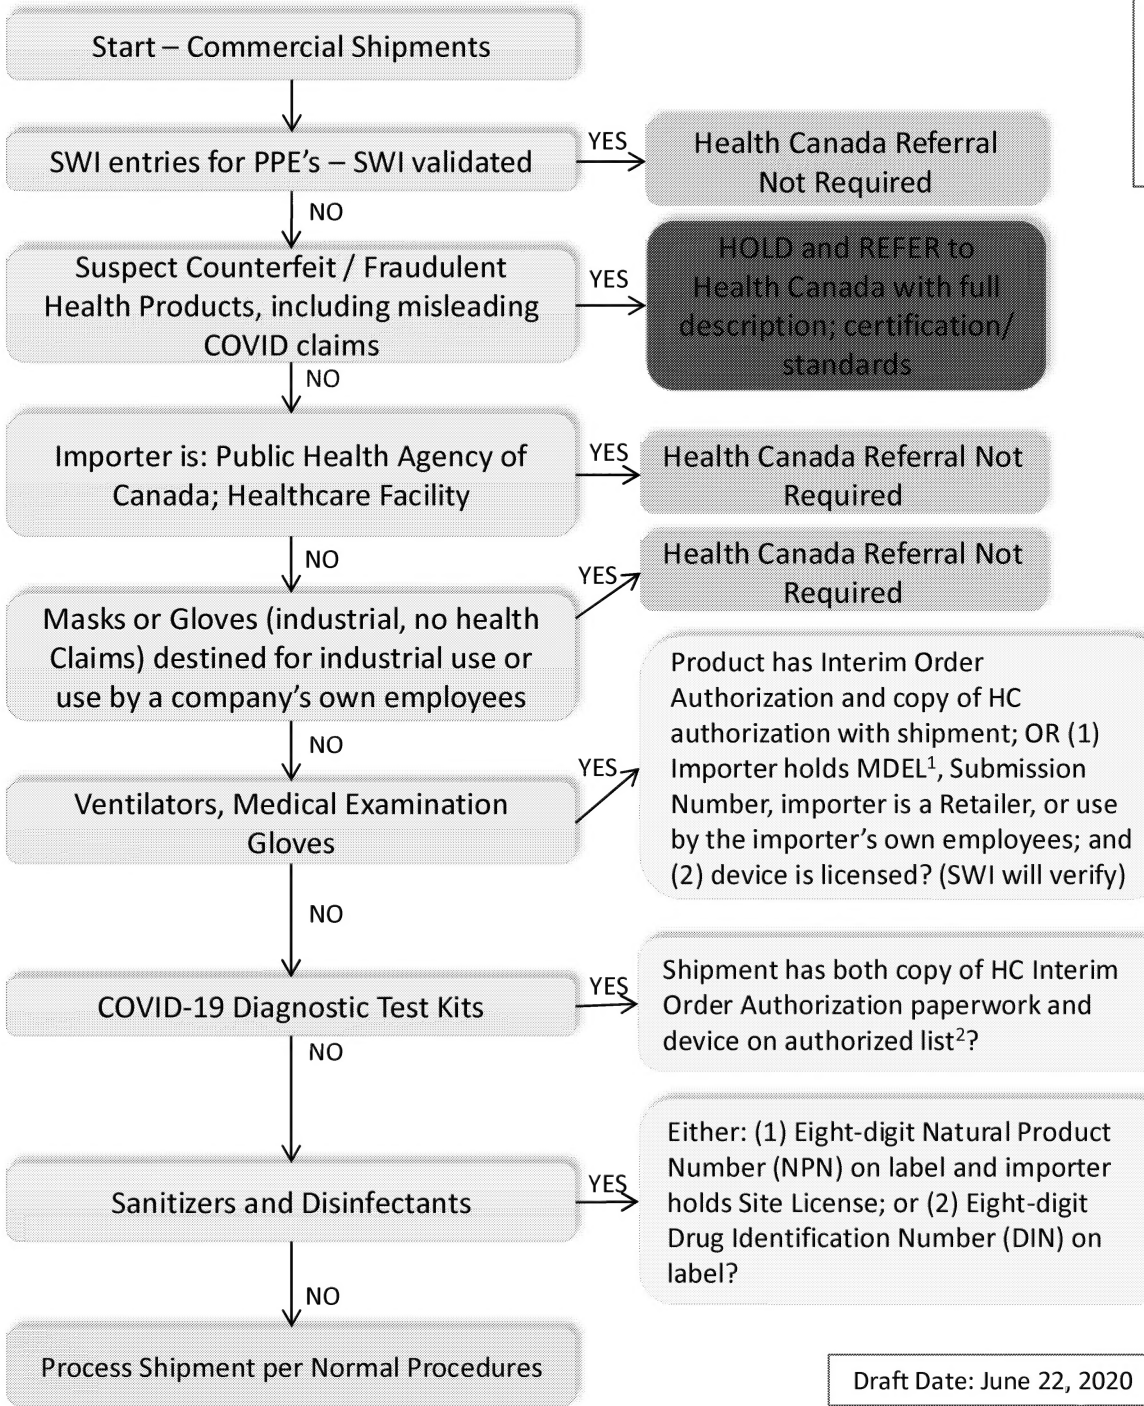 Start – Commercial Shipments
SWI entries for PPE's – SWI validated
YES
Health Canada Referral
Not Required
NO
Suspect Counterfeit / Fraudulent
Health Products, including misleading
COVID claims
YES
HOLD and REFER to
Health Canada with full
description; certification/
standards
NO
Importer is: Public Health Agency of
Canada; Healthcare Facility
YES
Health Canada Referral Not
Required
NO
Masks or Gloves (industrial, no health
Claims) destined for industrial use or
use by a company's own employees
YES
Health Canada Referral Not
Required
NO
Ventilators, Medical Examination
Gloves
YES
Product has Interim Order
Authorization and copy of HC
authorization with shipment; OR (1)
Importer holds MDEL¹, Submission
Number, importer is a Retailer, or use
by the importer's own employees; and
(2) device is licensed? (SWI will verify)
NO
COVID-19 Diagnostic Test Kits
YES
Shipment has both copy of HC Interim
Order Authorization paperwork and
device on authorized list²?
NO
Sanitizers and Disinfectants
YES
Either: (1) Eight-digit Natural Product
Number (NPN) on label and importer
holds Site License; or (2) Eight-digit
Drug Identification Number (DIN) on
label?
NO
Process Shipment per Normal Procedures
Draft Date: June 22, 2020